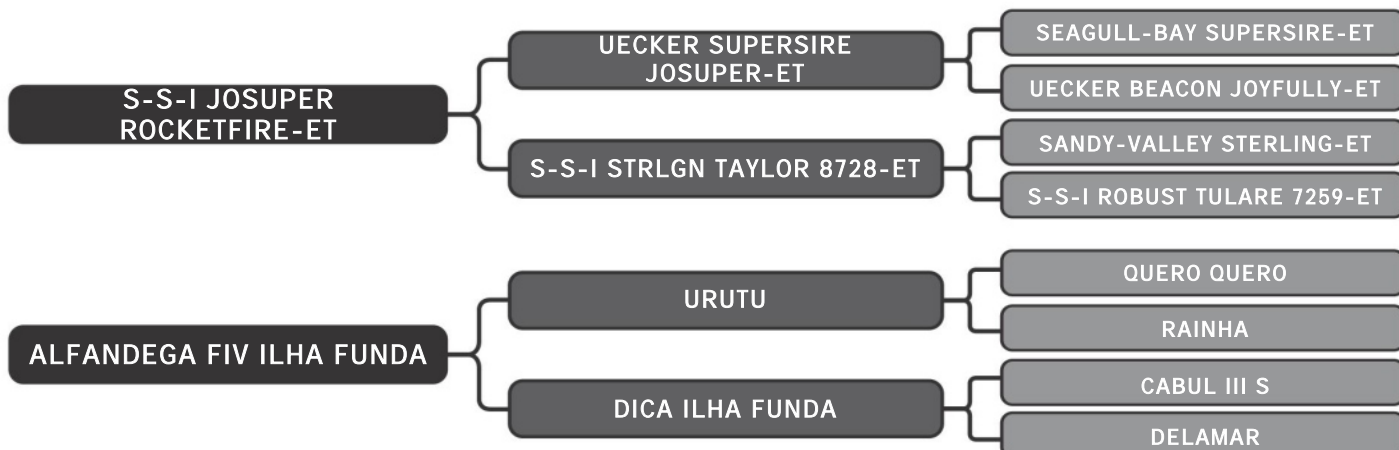 S-S-I JOSUPER
ROCKETFIRE-ET
UECKER SUPERSIRE
JOSUPER-ET
SEAGULL-BAY SUPERSIRE-ET
UECKER BEACON JOYFULLY-ET
S-S-I STRLGN TAYLOR 8728-ET
SANDY-VALLEY STERLING-ET
S-S-I ROBUST TULARE 7259-ET
ALFANDEGA FIV ILHA FUNDA
URUTU
QUERO QUERO
RAINHA
DICA ILHA FUNDA
CABUL III S
DELAMAR